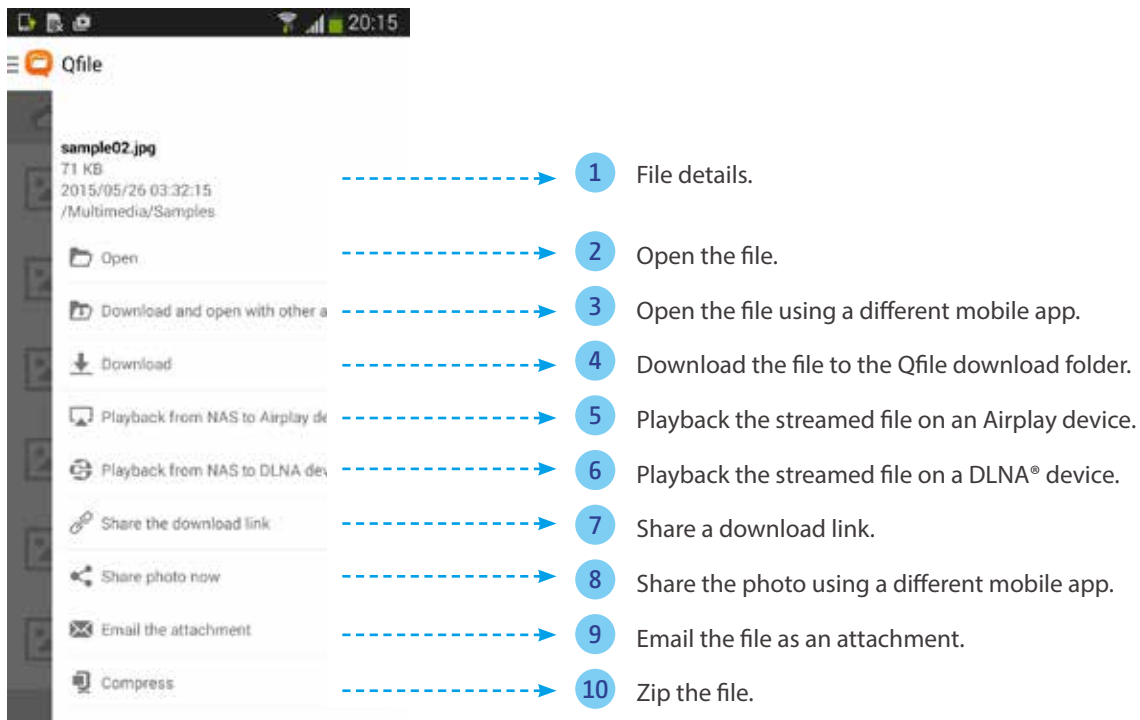 20:15
Qfile
sample02.jpg
71 KB
2015/05/26 03:32:15
/Multimedia/Samples
1 File details.
Open
2 Open the file.
Download and open with other a
3 Open the file using a different mobile app.
Download
4 Download the file to the Qfile download folder.
Playback from NAS to Airplay de
5 Playback the streamed file on an Airplay device.
Playback from NAS to DLNA dev
6 Playback the streamed file on a DLNA® device.
Share the download link
7 Share a download link.
Share photo now
8 Share the photo using a different mobile app.
Email the attachment
9 Email the file as an attachment.
Compress
10 Zip the file.